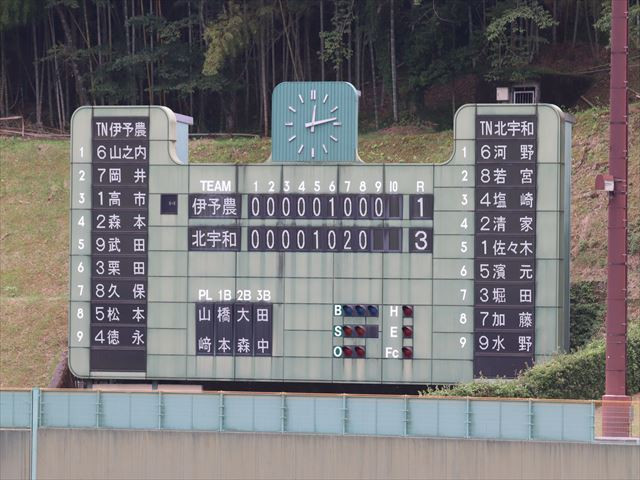 TN 伊予農
1 6 山之内
2 7 岡井
3 1 高市
4 2 森本
5 9 武田
6 3 栗田
7 8 久保
8 5 松本
9 4 徳永
TEAM 1 2 3 4 5 6 7 8 9 10 R
伊予農 0 0 0 0 0 1 0 0 0 1
北宇和 0 0 0 0 1 0 2 0 3
PL 1B 2B 3B
山﨑 橋本 大森 田中
B H
S E
O Fc
TN 北宇和
1 6 河野
2 8 若宮
3 4 塩崎
4 2 清家
5 1 佐々木
6 5 濱元
7 3 堀田
8 7 加藤
9 9 水野